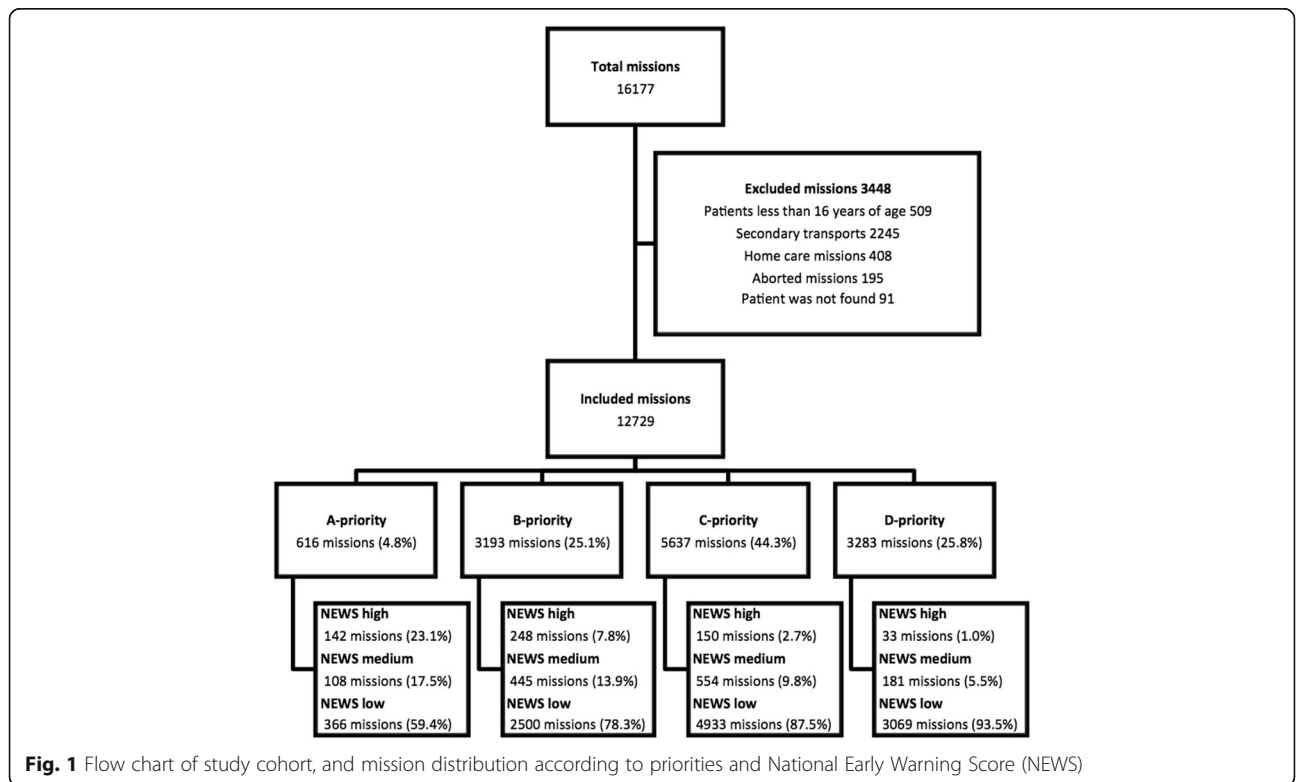 Total missions
16177
Excluded missions 3448
Patients less than 16 years of age 509
Secondary transports 2245
Home care missions 408
Aborted missions 195
Patient was not found 91
Included missions
12729
A-priority
616 missions (4.8%)
B-priority
3193 missions (25.1%)
C-priority
5637 missions (44.3%)
D-priority
3283 missions (25.8%)
NEWS high
142 missions (23.1%)
NEWS medium
108 missions (17.5%)
NEWS low
366 missions (59.4%)
NEWS high
248 missions (7.8%)
NEWS medium
445 missions (13.9%)
NEWS low
2500 missions (78.3%)
NEWS high
150 missions (2.7%)
NEWS medium
554 missions (9.8%)
NEWS low
4933 missions (87.5%)
NEWS high
33 missions (1.0%)
NEWS medium
181 missions (5.5%)
NEWS low
3069 missions (93.5%)
Fig. 1 Flow chart of study cohort, and mission distribution according to priorities and National Early Warning Score (NEWS)